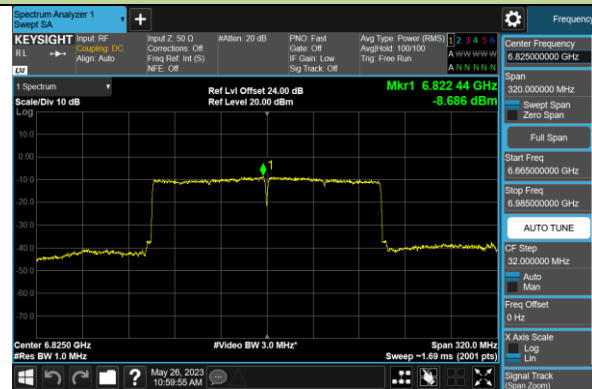 Spectrum Analyzer 1
Swept SA
Frequency
KEYSIGHT
R L
LXI
Input: RF
Coupling: DC
Align: Auto
Input Z: 50 Ω
Corrections: Off
Freq Ref: Int (S)
NFE: Off
#Atten: 20 dB
PNO: Fast
Gate: Off
IF Gain: Low
Sig Track: Off
Avg Type: Power (RMS)
Avg|Hold: 100/100
Trig: Free Run
1 2 3 4 5 6
A W W W W W
A N N N N N
1 Spectrum
Scale/Div 10 dB
Log
Ref Lvl Offset 24.00 dB
Ref Level 20.00 dBm
Mkr1 6.822 44 GHz
-8.686 dBm
1
10.0
0.00
-10.0
-20.0
-30.0
-40.0
-50.0
-60.0
-70.0
Center 6.8250 GHz
#Res BW 1.0 MHz
#Video BW 3.0 MHz*
Span 320.0 MHz
Sweep ~1.69 ms (2001 pts)
May 26, 2023
10:59:55 AM
Center Frequency
6.825000000 GHz
Span
320.000000 MHz
Swept Span
Zero Span
Full Span
Start Freq
6.665000000 GHz
Stop Freq
6.985000000 GHz
AUTO TUNE
CF Step
32.000000 MHz
Auto
Man
Freq Offset
0 Hz
X Axis Scale
Log
Lin
Signal Track
(Span Zoom)